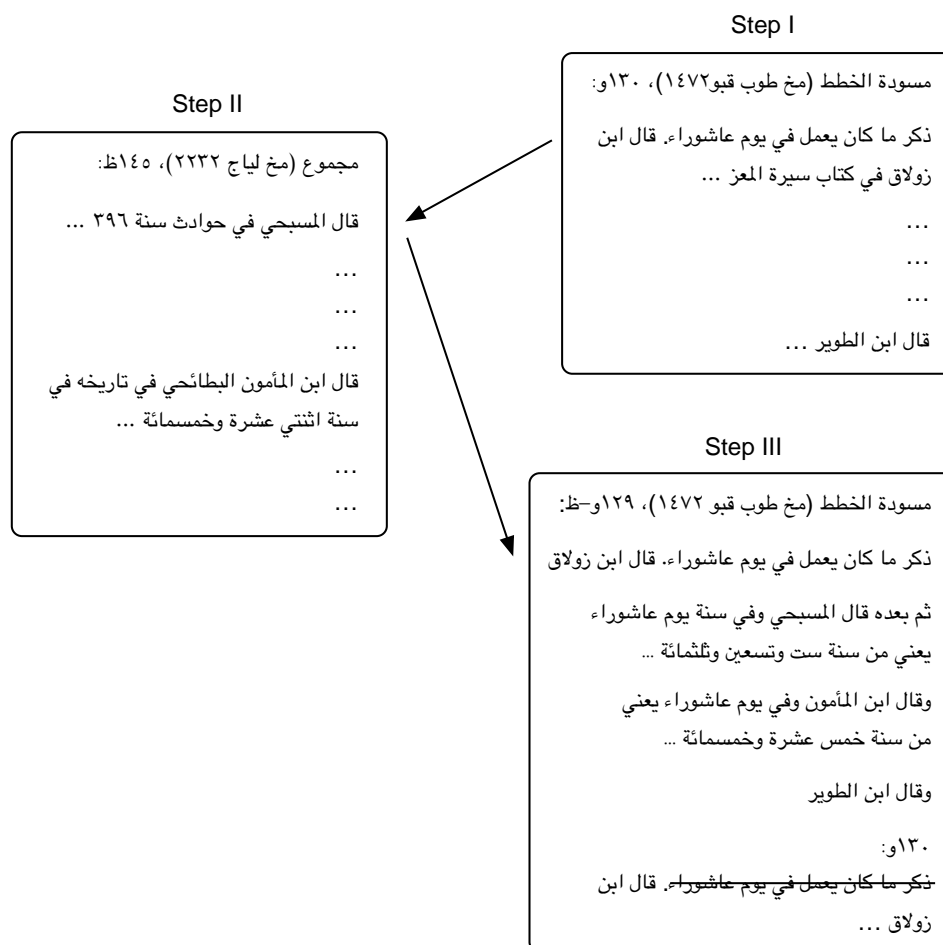 Step I
مسودة الخطط (مخ طوب قبو١٤٧٢)، ١٣٠و:
ذكر ما كان يعمل في يوم عاشوراء. قال ابن
زولاق في كتاب سيرة المعز ...
...
...
...
قال ابن الطوير ...
Step II
مجموع (مخ لياج ٢٢٣٢)، ١٤٥ظ:
قال المسبحي في حوادث سنة ٣٩٦ ...
...
...
...
قال ابن المأمون البطائحي في تاريخه في
سنة اثنتي عشرة وخمسمائة ...
...
...
Step III
مسودة الخطط (مخ طوب قبو ١٤٧٢)، ١٢٩و–ظ:
ذكر ما كان يعمل في يوم عاشوراء. قال ابن زولاق
ثم بعده قال المسبحي وفي سنة يوم عاشوراء
يعني من سنة ست وتسعين وثلثمائة ...
وقال ابن المأمون وفي يوم عاشوراء يعني
من سنة خمس عشرة وخمسمائة ...
وقال ابن الطوير
١٣٠و:
ذكر ما كان يعمل في يوم عاشوراء. قال ابن
زولاق ...